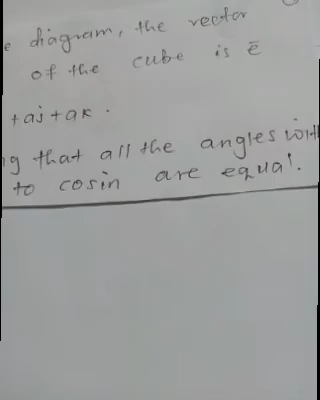 e diagram, the vector
of the cube is ē
+aj+ak.
g that all the angles with
to cosin are equal.